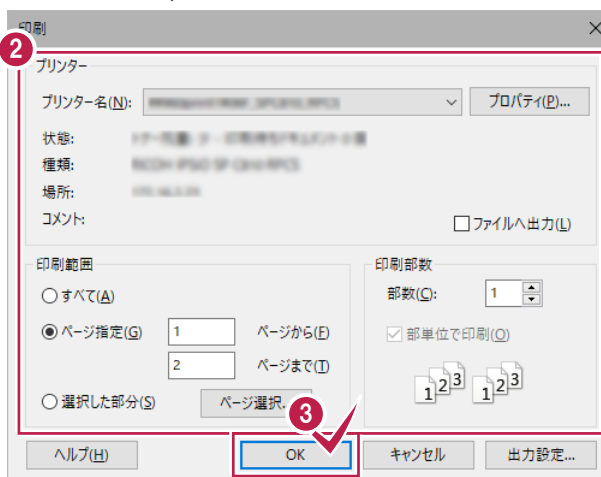 印刷
2
プリンター
プリンター名(N):
プロパティ(P)...
状態:
種類:
場所:
コメント:
ファイルへ出力(L)
印刷範囲
すべて(A)
ページ指定(G) 1 ページから(F)
2 ページまで(T)
選択した部分(S) ページ選択...
印刷部数
部数(C): 1
部単位で印刷(O)
1 2 3 1 2 3
3
ヘルプ(H) OK キャンセル 出力設定...